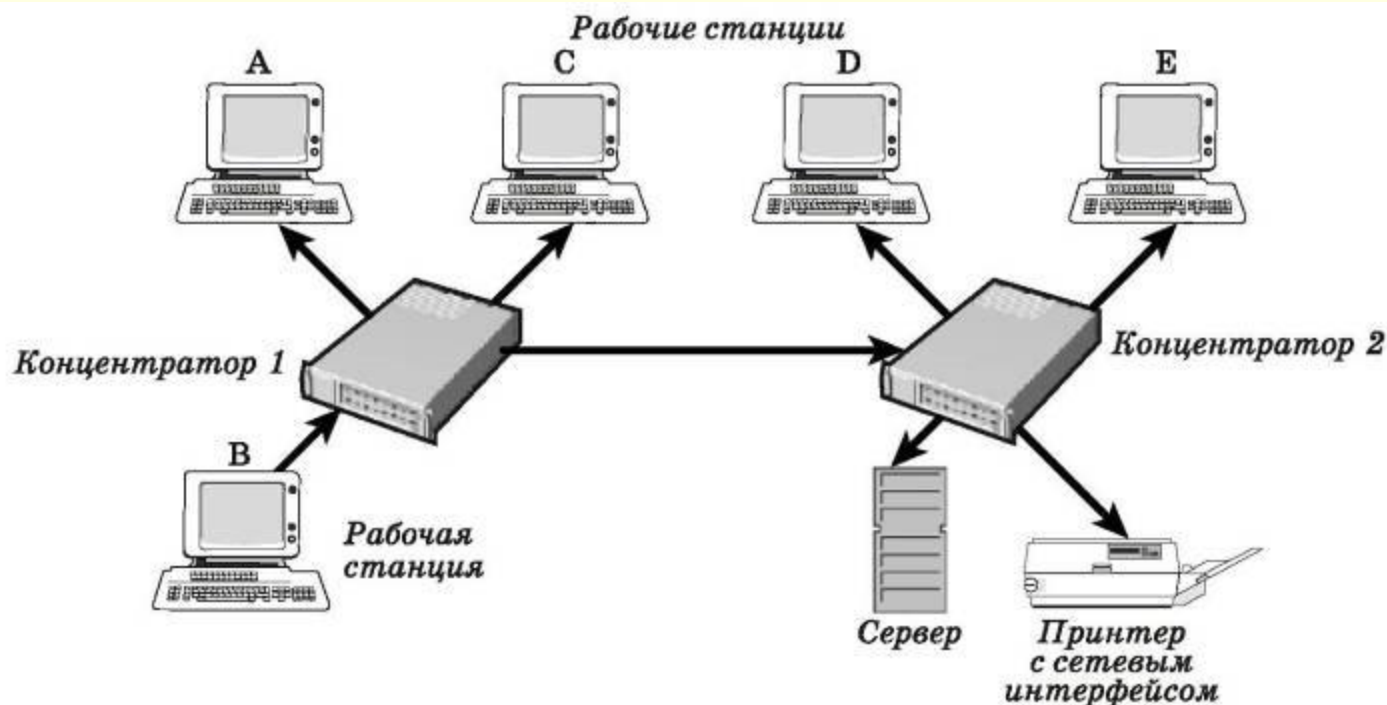 Рабочие станции
A
C
D
E
Концентратор 1
Концентратор 2
B
Рабочая
станция
Сервер
Принтер
с сетевым
интерфейсом